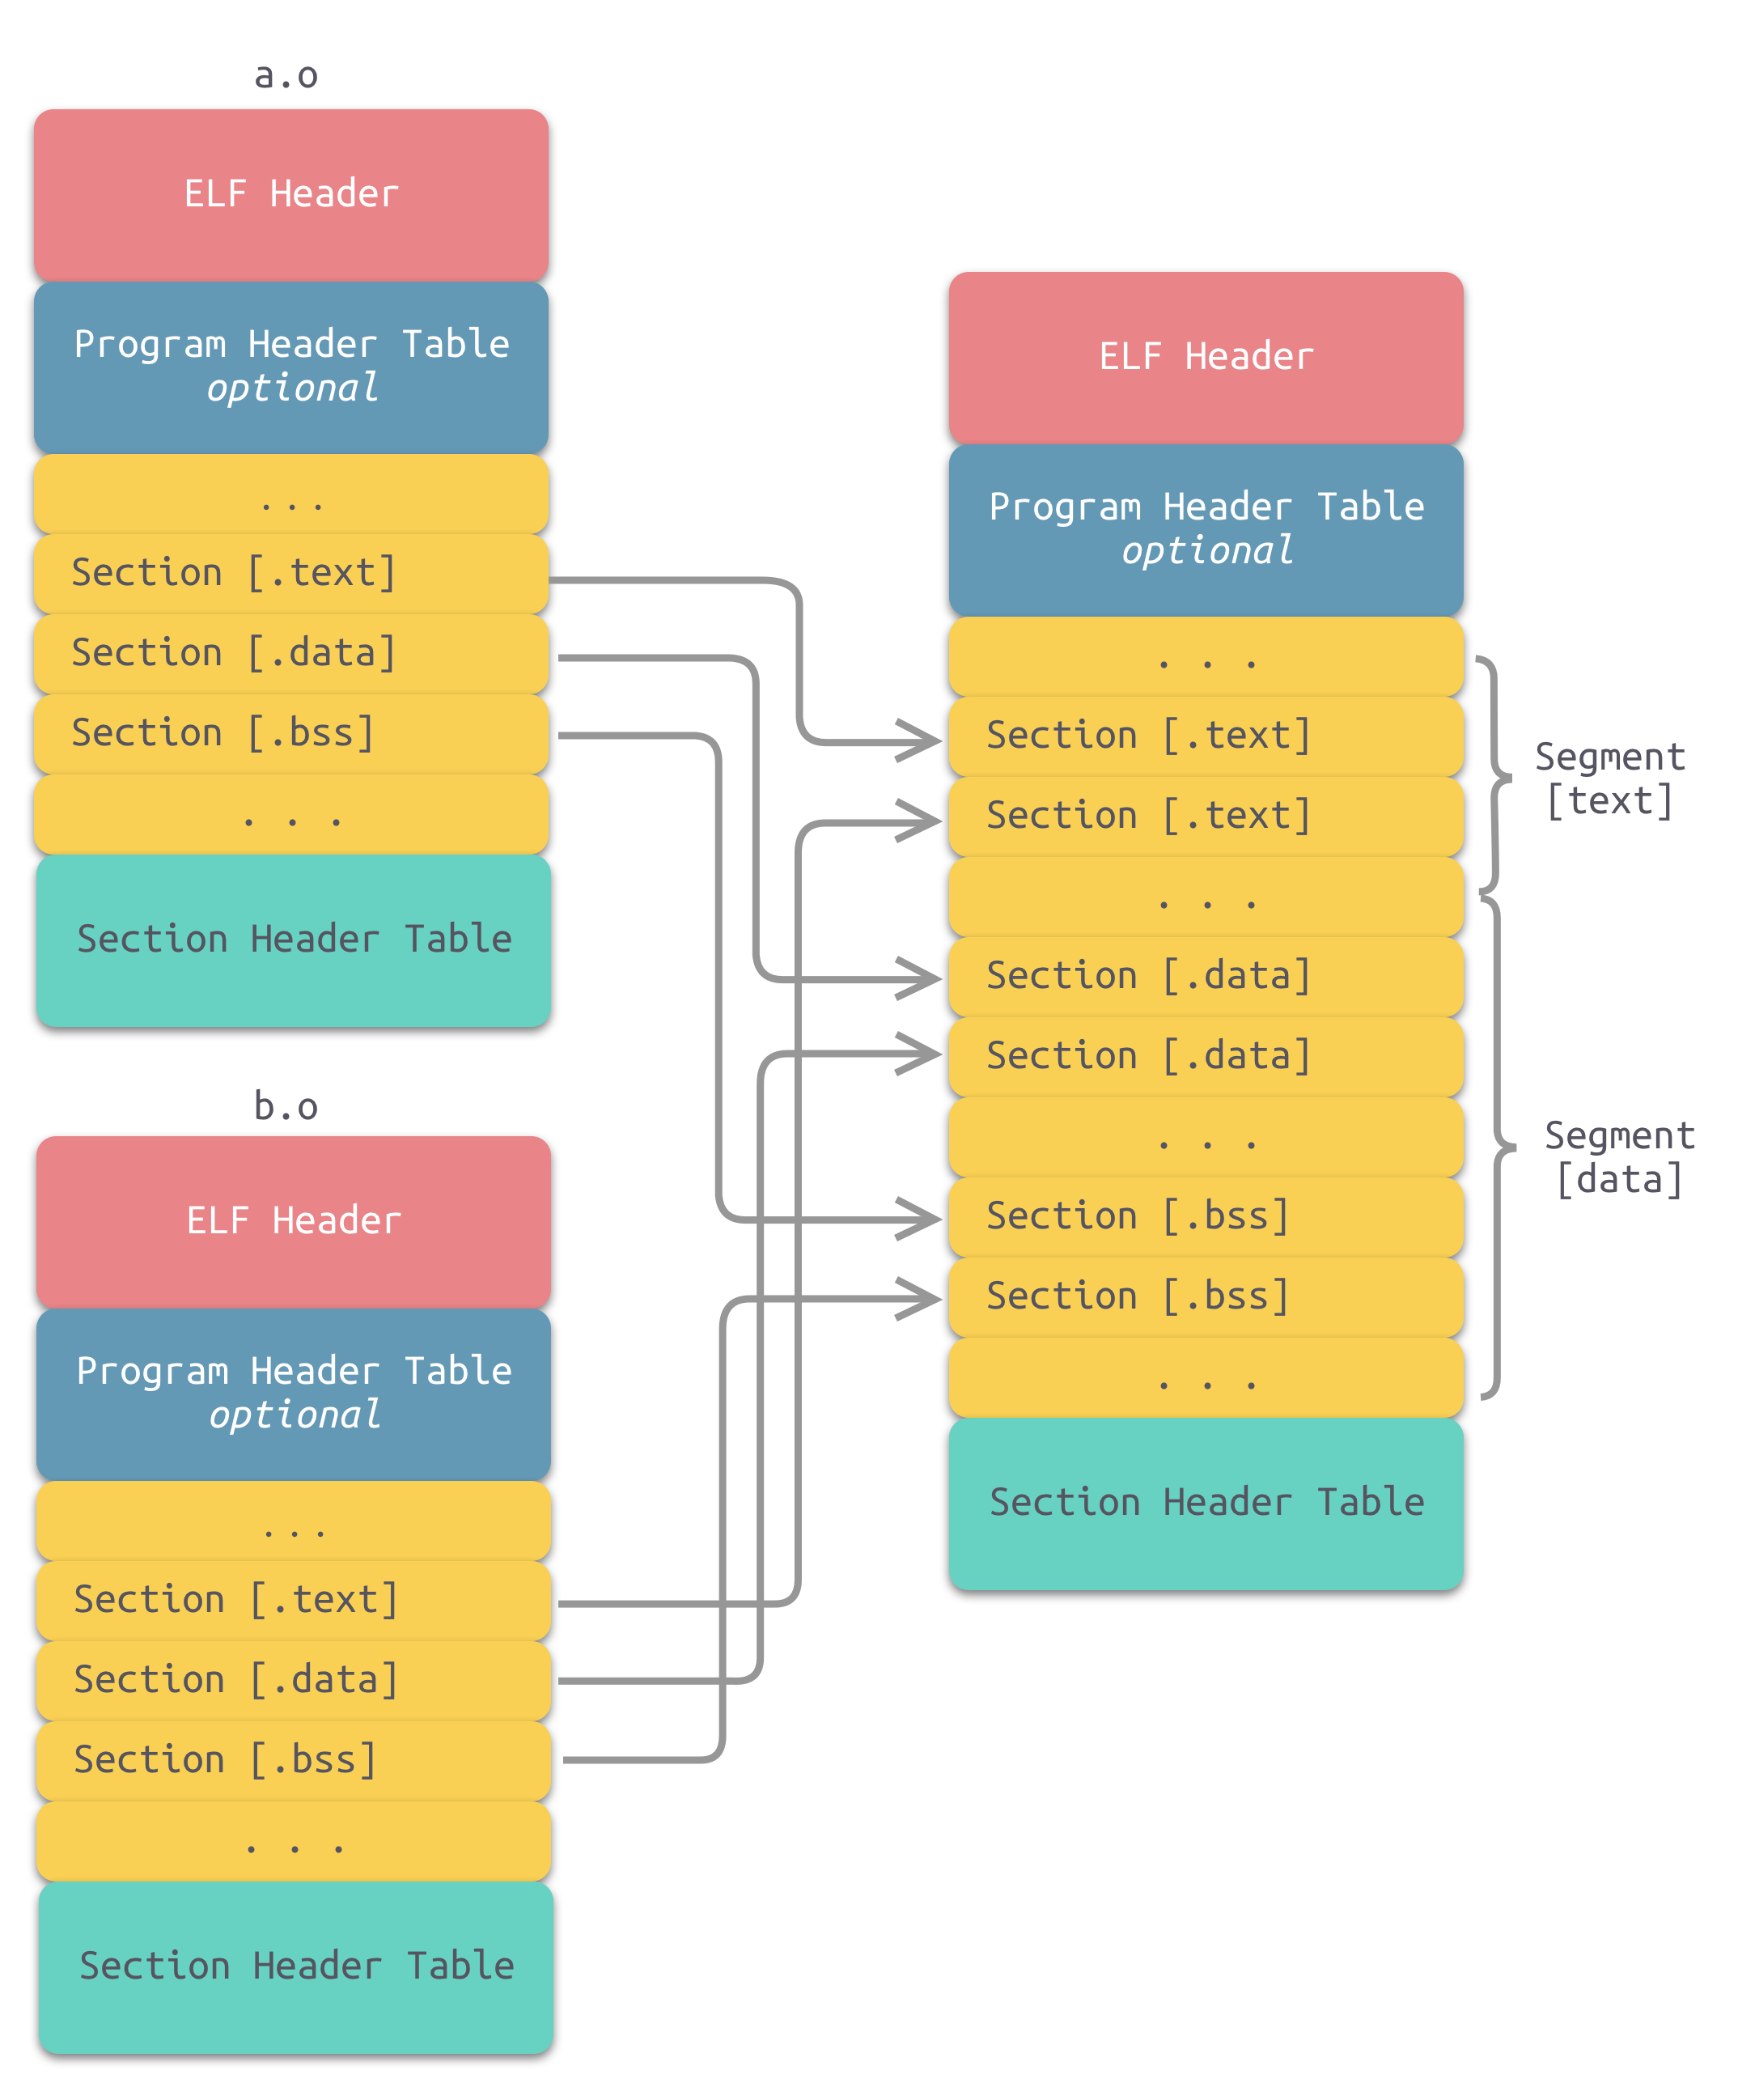 a.o
ELF Header
Program Header Table
optional
...
Section [.text]
Section [.data]
Section [.bss]
. . .
Section Header Table
b.o
ELF Header
Program Header Table
optional
...
Section [.text]
Section [.data]
Section [.bss]
. . .
Section Header Table
ELF Header
Program Header Table
optional
. . .
Section [.text]
Section [.text]
. . .
Section [.data]
Section [.data]
. . .
Section [.bss]
Section [.bss]
. . .
Section Header Table
Segment
[text]
Segment
[data]